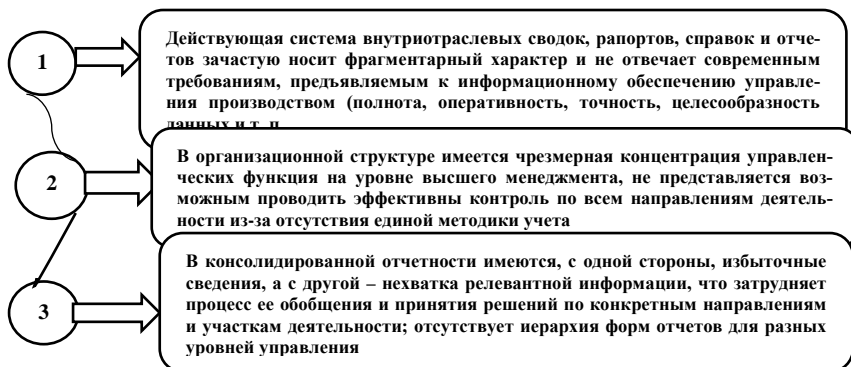 1
Действующая система внутриотраслевых сводок, рапортов, справок и отче-
тов зачастую носит фрагментарный характер и не отвечает современным
требованиям, предъявляемым к информационному обеспечению управле-
ния производством (полнота, оперативность, точность, целесообразность
данных и т. п
2
В организационной структуре имеется чрезмерная концентрация управлен-
ческих функция на уровне высшего менеджмента, не представляется воз-
можным проводить эффективны контроль по всем направлениям деятель-
ности из-за отсутствия единой методики учета
3
В консолидированной отчетности имеются, с одной стороны, избыточные
сведения, а с другой – нехватка релевантной информации, что затрудняет
процесс ее обобщения и принятия решений по конкретным направлениям
и участкам деятельности; отсутствует иерархия форм отчетов для разных
уровней управления